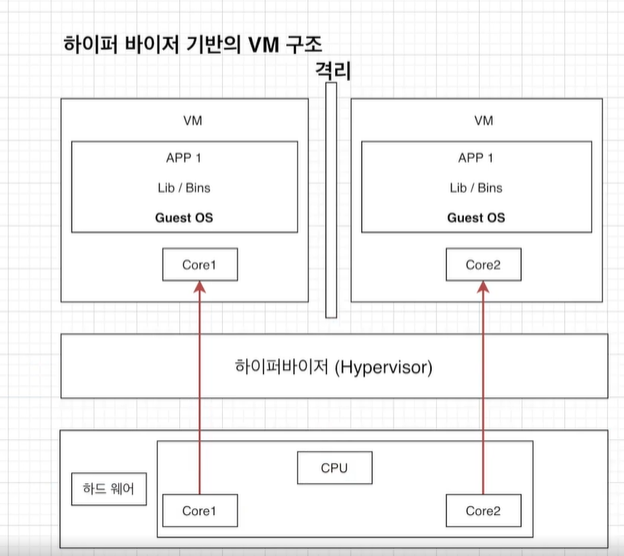 하이퍼 바이저 기반의 VM 구조
격리
VM
APP 1
Lib / Bins
Guest OS
Core1
VM
APP 1
Lib / Bins
Guest OS
Core2
하이퍼바이저 (Hypervisor)
하드 웨어
CPU
Core1
Core2